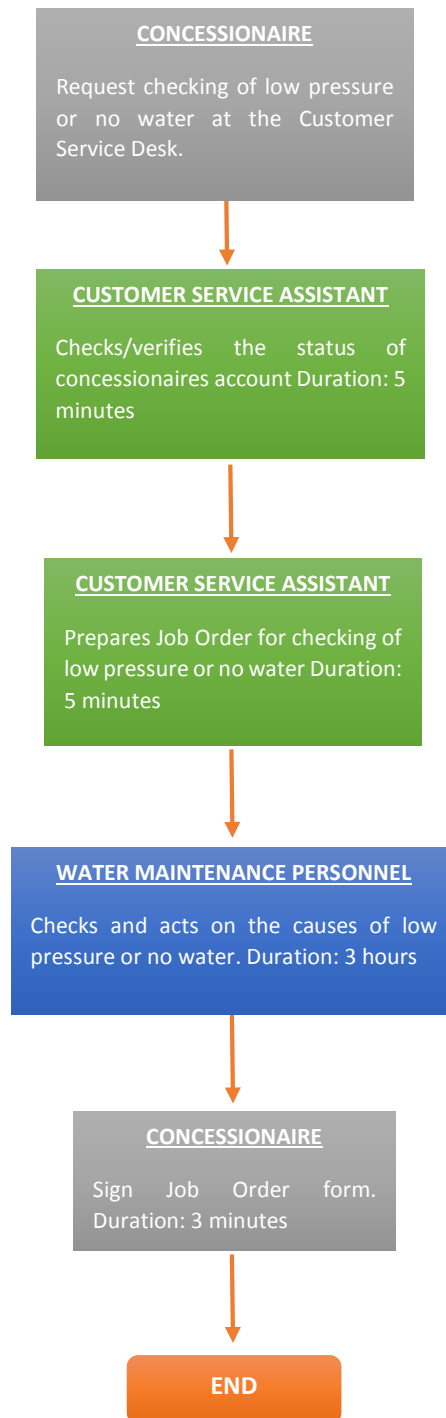 CONCESSIONAIRE
Request checking of low pressure
or no water at the Customer
Service Desk.
CUSTOMER SERVICE ASSISTANT
Checks/verifies the status of
concessionaires account Duration: 5
minutes
CUSTOMER SERVICE ASSISTANT
Prepares Job Order for checking of
low pressure or no water Duration:
5 minutes
WATER MAINTENANCE PERSONNEL
Checks and acts on the causes of low
pressure or no water. Duration: 3 hours
CONCESSIONAIRE
Sign Job Order form.
Duration: 3 minutes
END